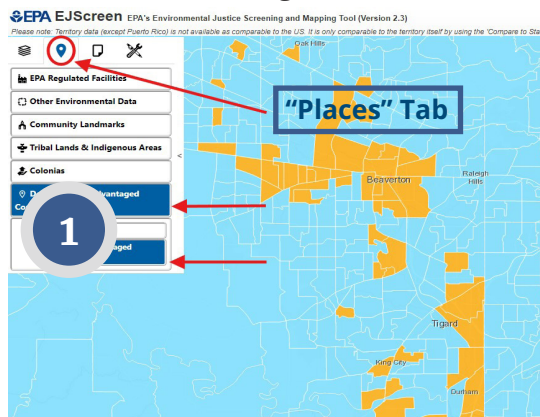 EPA EJScreen EPA's Environmental Justice Screening and Mapping Tool (Version 2.3)
Please note: Territory data (except Puerto Rico) is not available as comparable to the US. It is only comparable to the territory itself by using the 'Compare to Sta
Oak Hills
EPA Regulated Facilities
Other Environmental Data
"Places" Tab
Community Landmarks
Tribal Lands & Indigenous Areas
<
Colonias
Raleigh
Hills
Beaverton
1
Tigard
King City
Durham